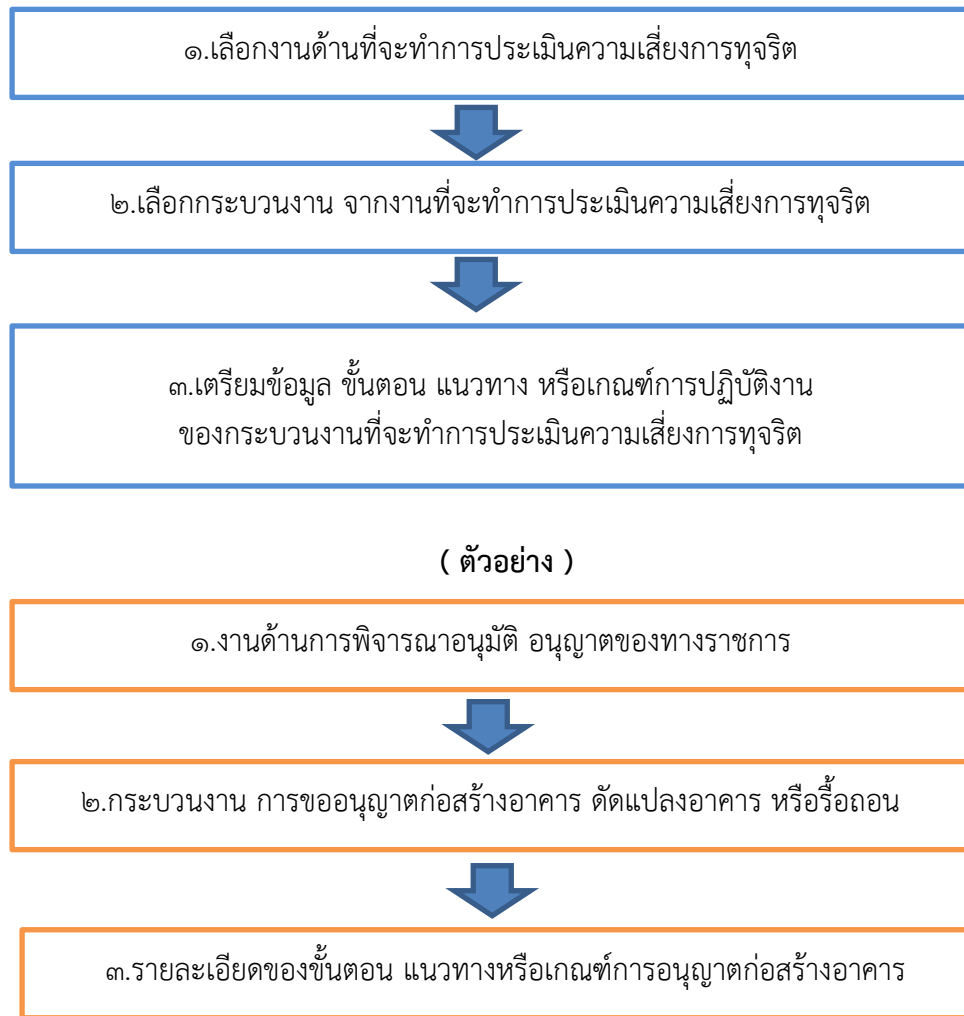 ๑.เลือกงานด้านที่จะทำการประเมินความเสี่ยงการทุจริต
๒.เลือกกระบวนงาน จากงานที่จะทำการประเมินความเสี่ยงการทุจริต
๓.เตรียมข้อมูล ขั้นตอน แนวทาง หรือเกณฑ์การปฏิบัติงาน
ของกระบวนงานที่จะทำการประเมินความเสี่ยงการทุจริต
( ตัวอย่าง )
๑.งานด้านการพิจารณาอนุมัติ อนุญาตของทางราชการ
๒.กระบวนงาน การขออนุญาตก่อสร้างอาคาร ดัดแปลงอาคาร หรือรื้อถอน
๓.รายละเอียดของขั้นตอน แนวทางหรือเกณฑ์การอนุญาตก่อสร้างอาคาร